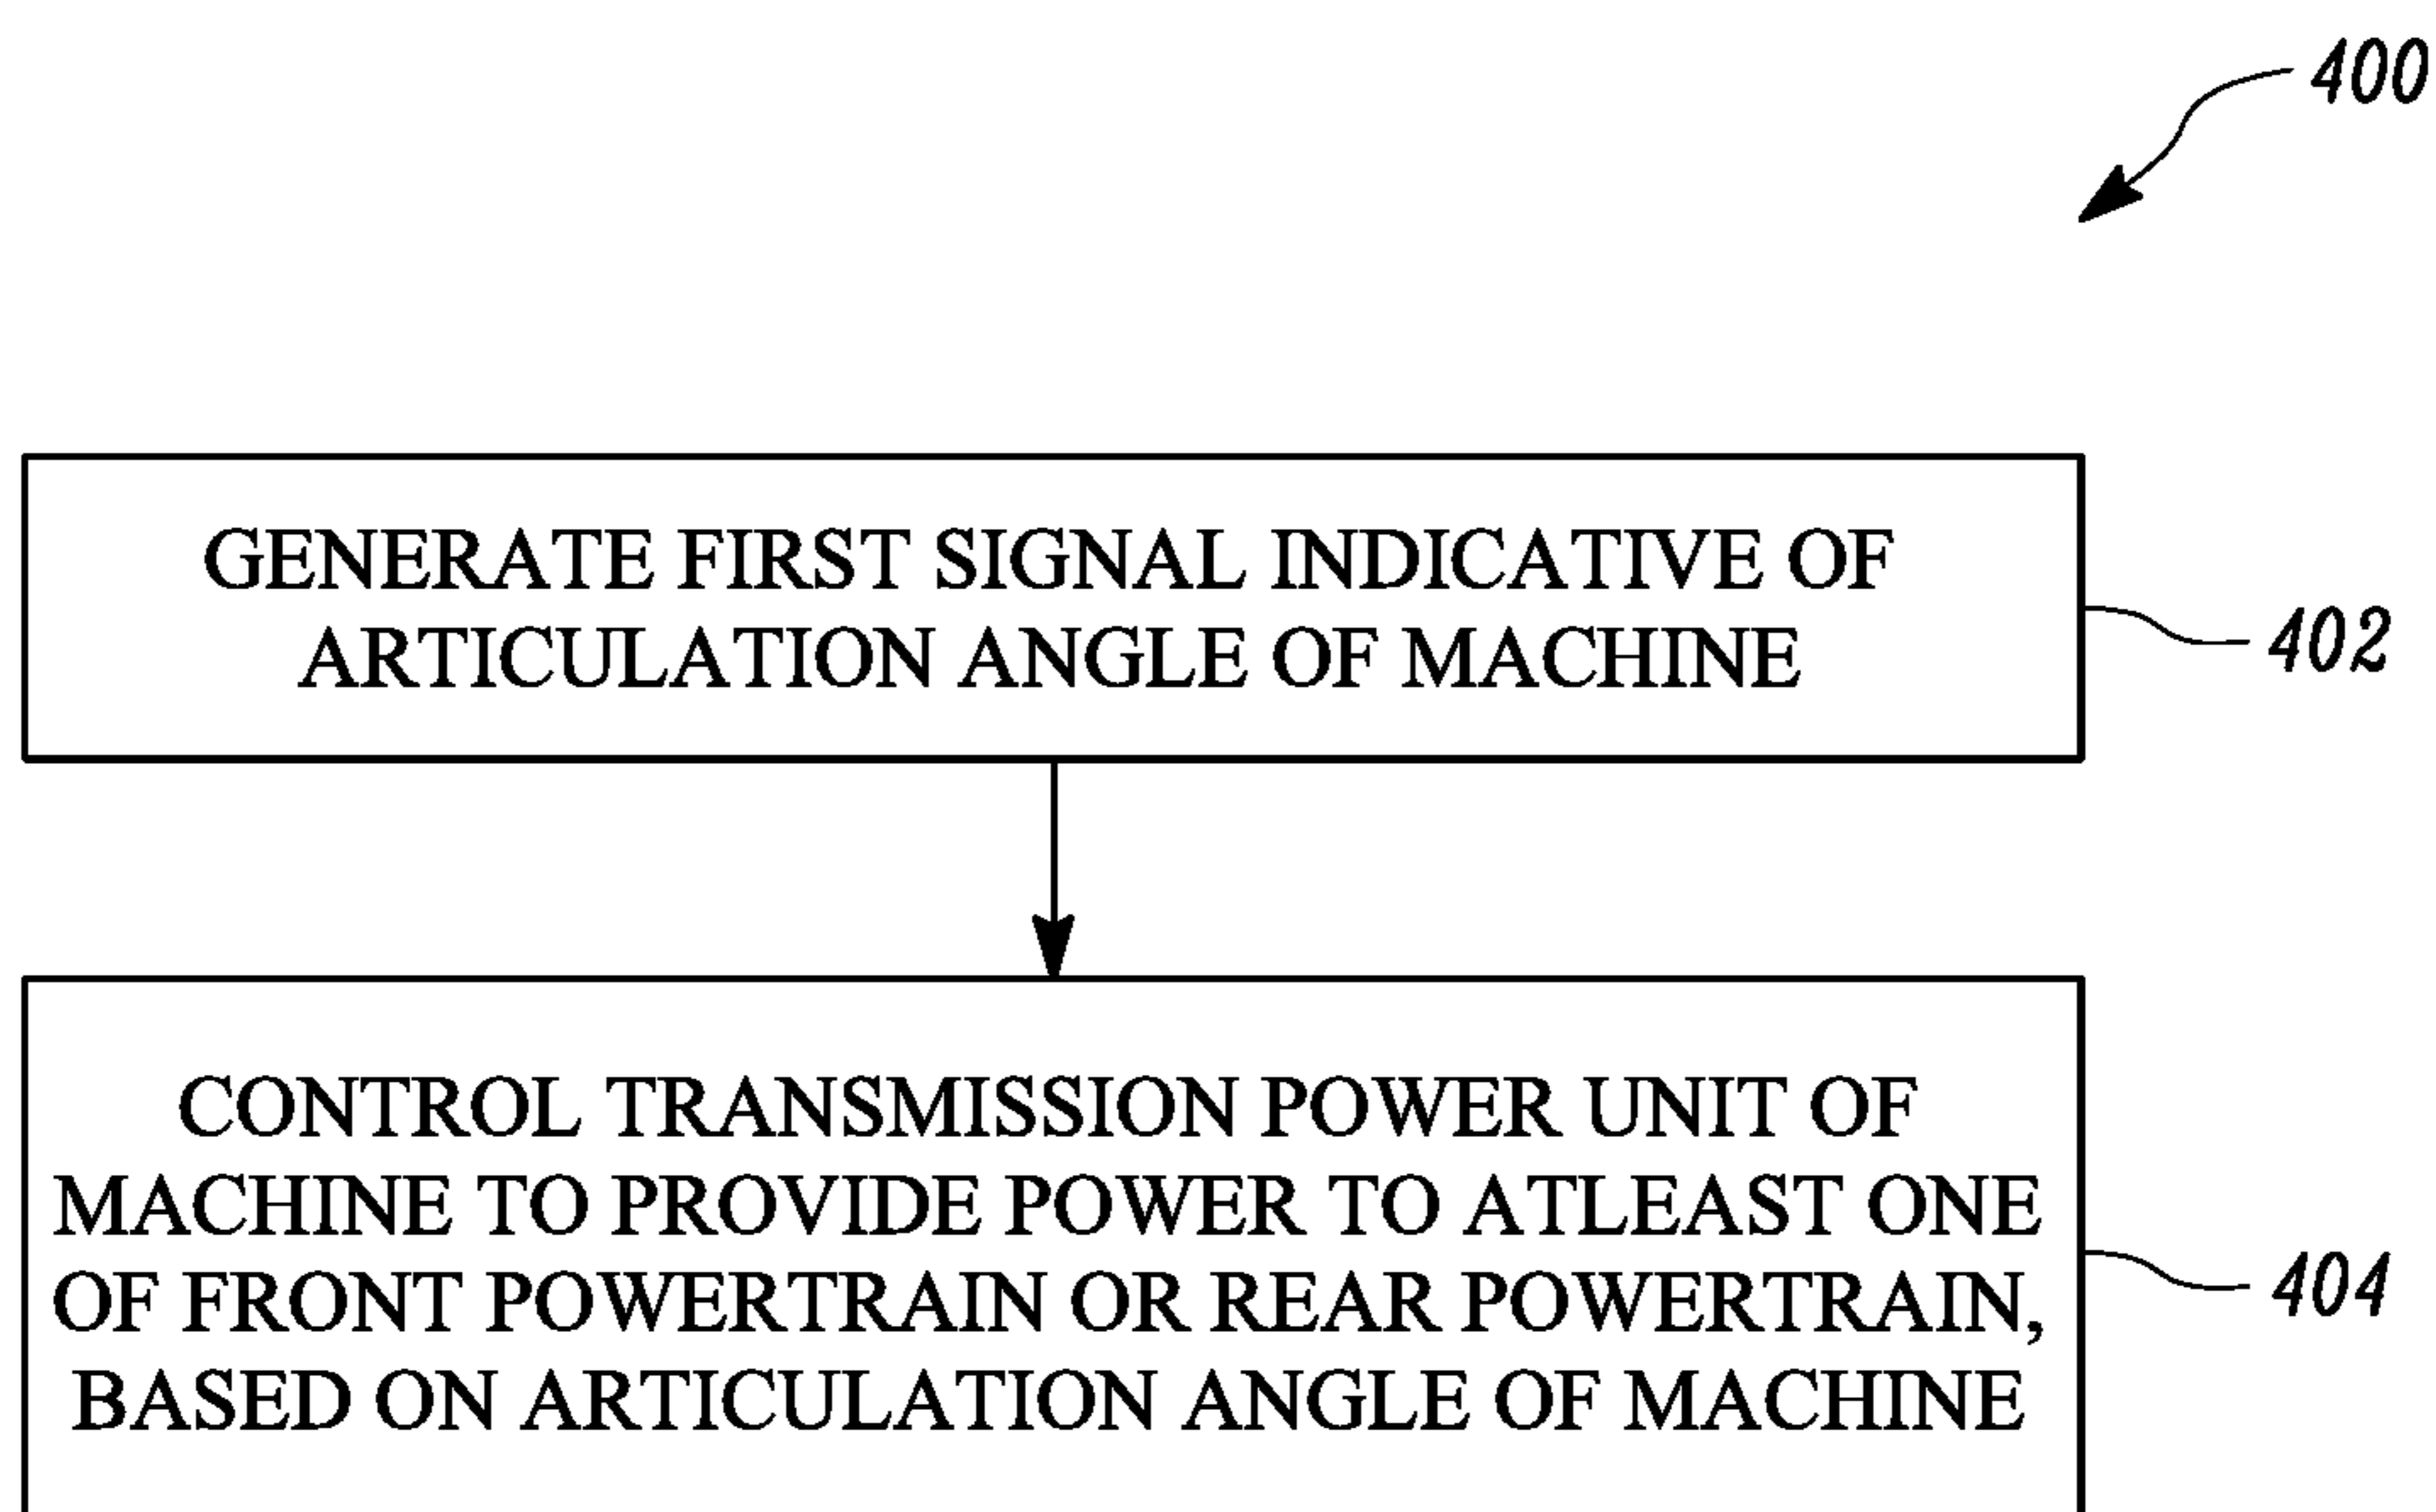 400
GENERATE FIRST SIGNAL INDICATIVE OF
ARTICULATION ANGLE OF MACHINE
402
CONTROL TRANSMISSION POWER UNIT OF
MACHINE TO PROVIDE POWER TO ATLEAST ONE
OF FRONT POWERTRAIN OR REAR POWERTRAIN,
BASED ON ARTICULATION ANGLE OF MACHINE
404